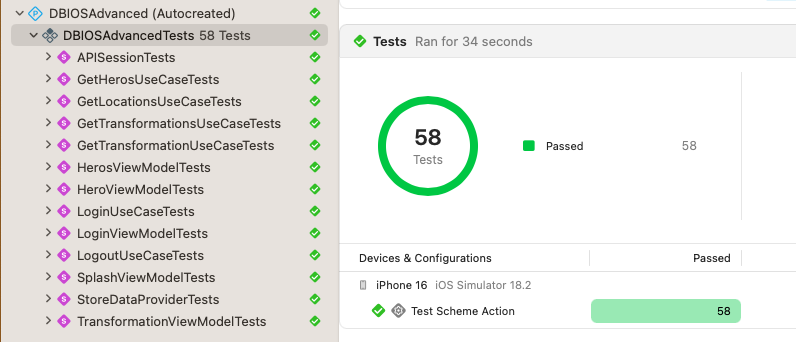 DBIOSAdvanced (Autocreated)
DBIOSAdvancedTests 58 Tests
APISessionTests
GetHerosUseCaseTests
GetLocationsUseCaseTests
GetTransformationsUseCaseTests
GetTransformationUseCaseTests
HerosViewModelTests
HeroViewModelTests
LoginUseCaseTests
LoginViewModelTests
LogoutUseCaseTests
SplashViewModelTests
StoreDataProviderTests
TransformationViewModelTests
Tests Ran for 34 seconds
58
Tests
Passed 58
Devices & Configurations Passed
iPhone 16 iOS Simulator 18.2
Test Scheme Action 58